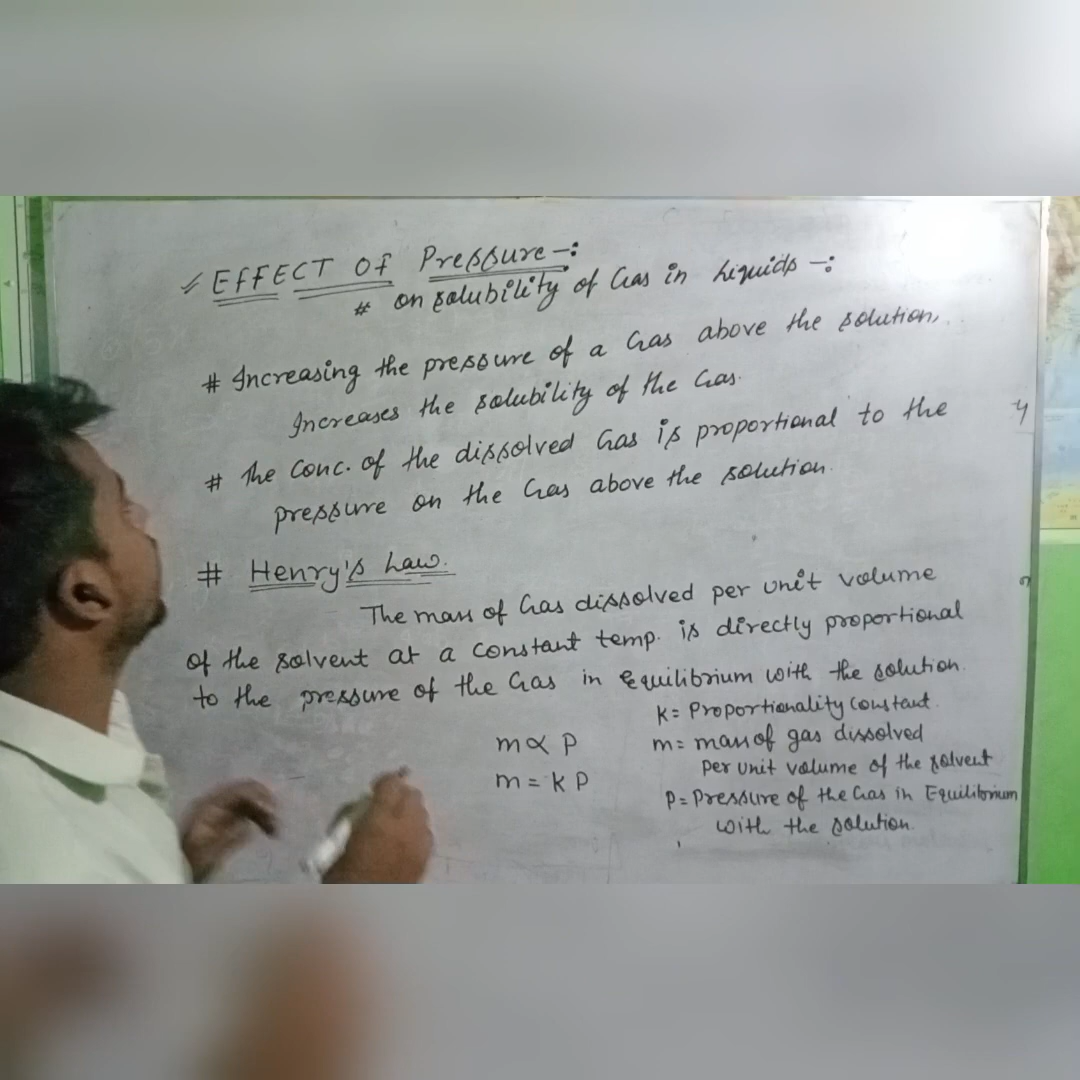 EFFECT OF Pressure -:
# on solubility of Gas in Liquids -:
# Increasing the pressure of a Gas above the solution,
Increases the solubility of the Gas.
# The Conc. of the dissolved Gas is proportional to the
pressure on the Gas above the solution.
# Henry's Law.
The mass of Gas dissolved per unit volume
of the solvent at a constant temp. is directly proportional
to the pressure of the Gas in Equilibrium with the solution.
K = Proportionality Constant.
m ∝ P
m = mass of gas dissolved
per unit volume of the solvent
m = K P
P = Pressure of the Gas in Equilibrium
with the solution.